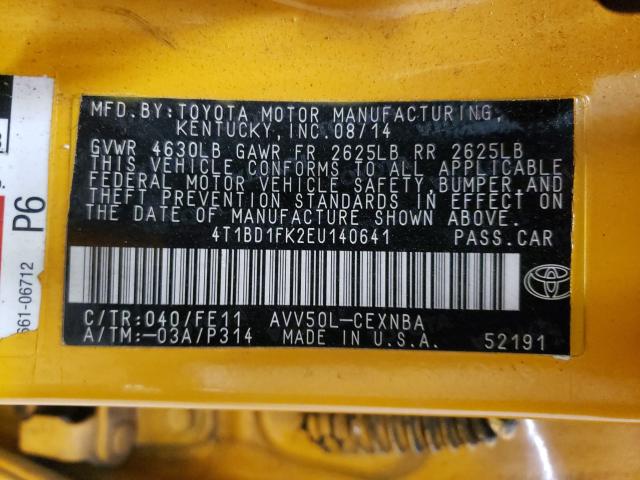 MFD.BY:TOYOTA MOTOR MANUFACTURING,
KENTUCKY, INC.08/14
GVWR 4630LB GAWR FR 2625LB RR 2625LB
THIS VEHICLE CONFORMS TO ALL APPLICABLE
FEDERAL MOTOR VEHICLE SAFETY,BUMPER,AND
THEFT PREVENTION STANDARDS IN EFFECT ON
THE DATE OF MANUFACTURE SHOWN ABOVE.
4T1BD1FK2EU140641 PASS.CAR
C/TR:040/FE11 AVV50L-CEXNBA
A/TM:-03A/P314 MADE IN U.S.A. 52191
P6
661-06712